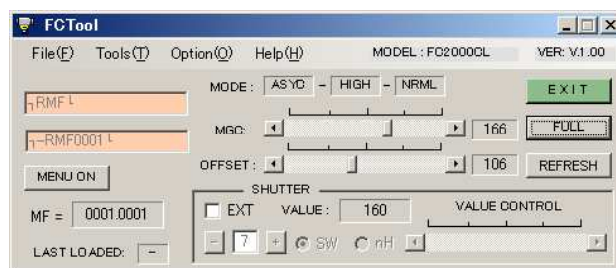 FCTool
File(F) Tools(T) Option(O) Help(H) MODEL : FC2000CL VER: V.1.00
MODE : ASYC - HIGH - NRML EXIT
┐RMF└
MGC: 166 FULL
┐-RMF0001└
OFFSET : 106 REFRESH
MENU ON
SHUTTER
EXT VALUE : 160 VALUE CONTROL
MF = 0001.0001
- 7 + SW nH
LAST LOADED: -